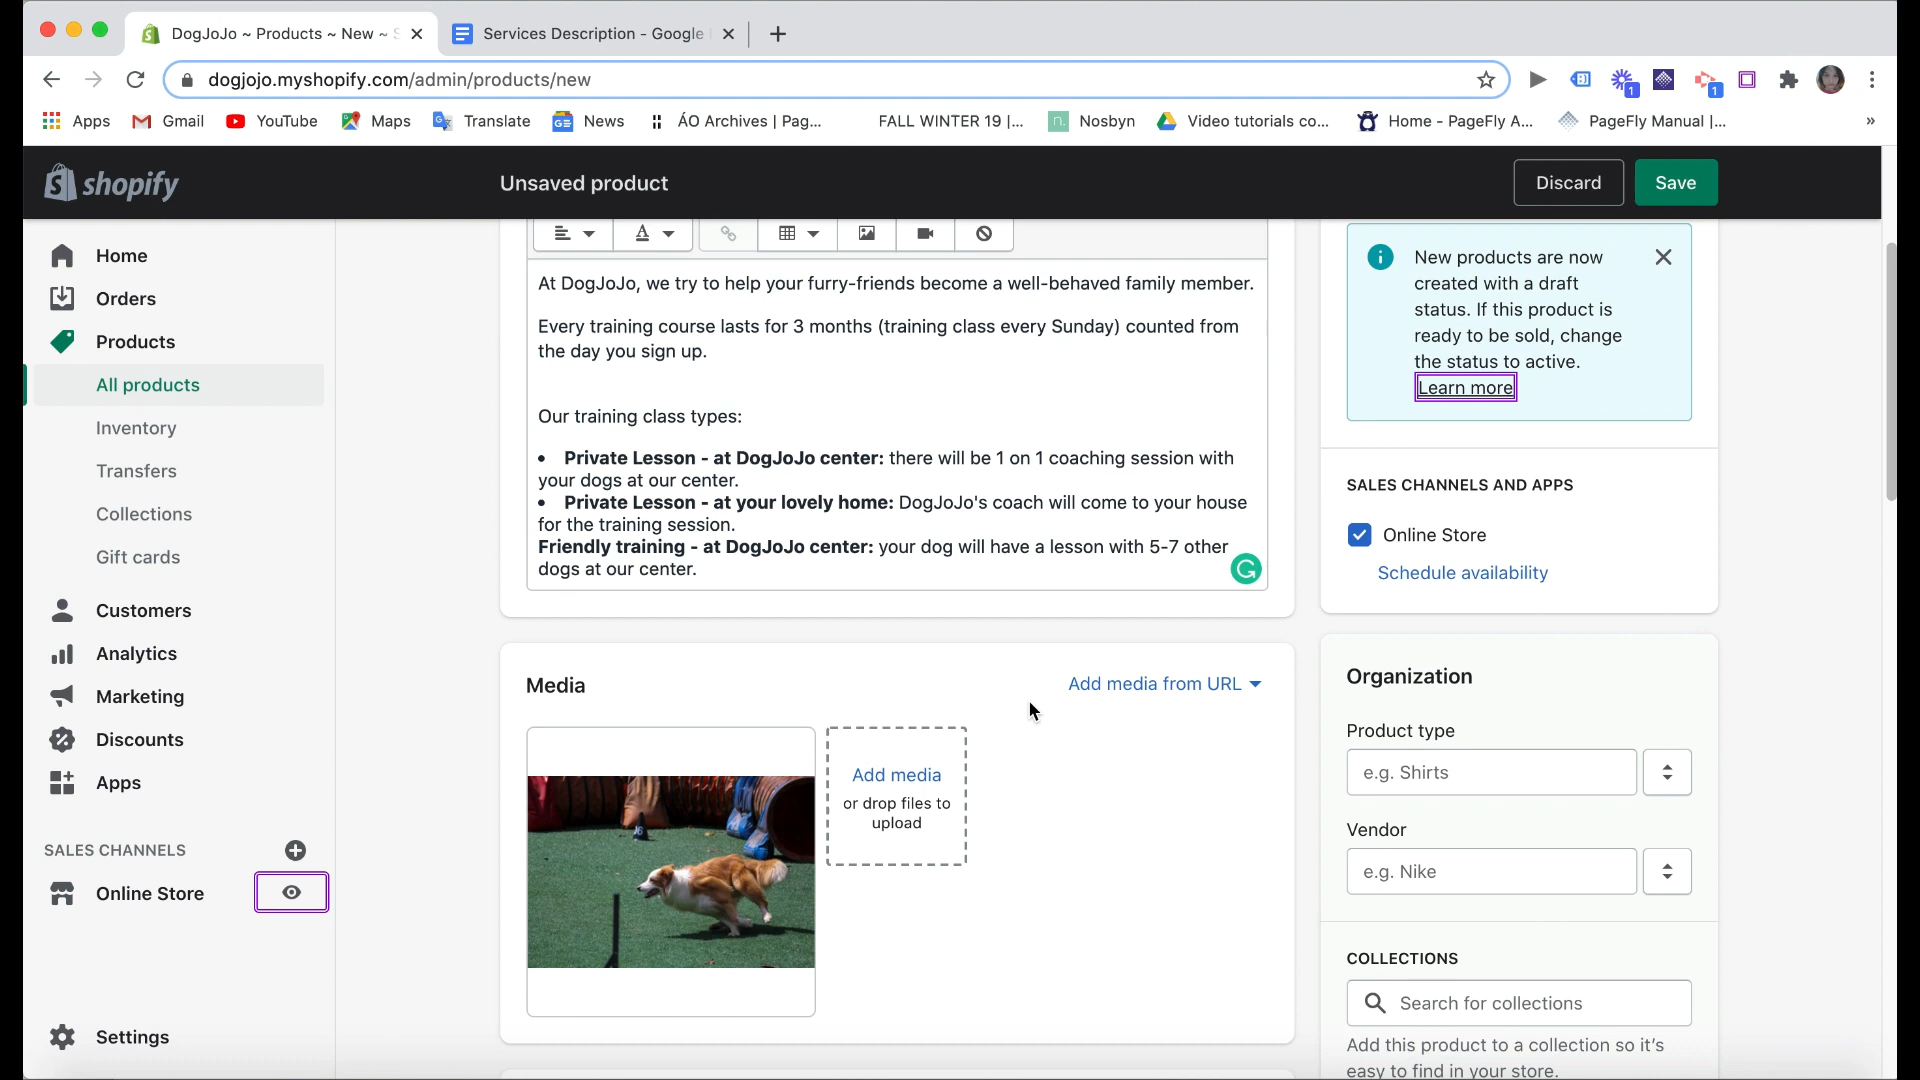 DogJoJo ~ Products ~ New ~ S
Services Description - Google
dogjojo.myshopify.com/admin/products/new
1
1
Apps
Gmail
YouTube
Maps
Translate
News
ÁO Archives | Pag...
FALL WINTER 19 |...
n. Nosbyn
Video tutorials co...
Home - PageFly A...
PageFly Manual |...
»
shopify
Unsaved product
Discard
Save
Home
Orders
Products
All products
Inventory
Transfers
Collections
Gift cards
Customers
Analytics
Marketing
Discounts
Apps
SALES CHANNELS
Online Store
Settings
A
At DogJoJo, we try to help your furry-friends become a well-behaved family member.
Every training course lasts for 3 months (training class every Sunday) counted from
the day you sign up.
Our training class types:
• Private Lesson - at DogJoJo center: there will be 1 on 1 coaching session with
your dogs at our center.
• Private Lesson - at your lovely home: DogJoJo's coach will come to your house
for the training session.
Friendly training - at DogJoJo center: your dog will have a lesson with 5-7 other
dogs at our center.
Media
Add media from URL
Add media
or drop files to
upload
New products are now
created with a draft
status. If this product is
ready to be sold, change
the status to active.
Learn more
SALES CHANNELS AND APPS
Online Store
Schedule availability
Organization
Product type
e.g. Shirts
Vendor
e.g. Nike
COLLECTIONS
Search for collections
Add this product to a collection so it's
easy to find in your store.